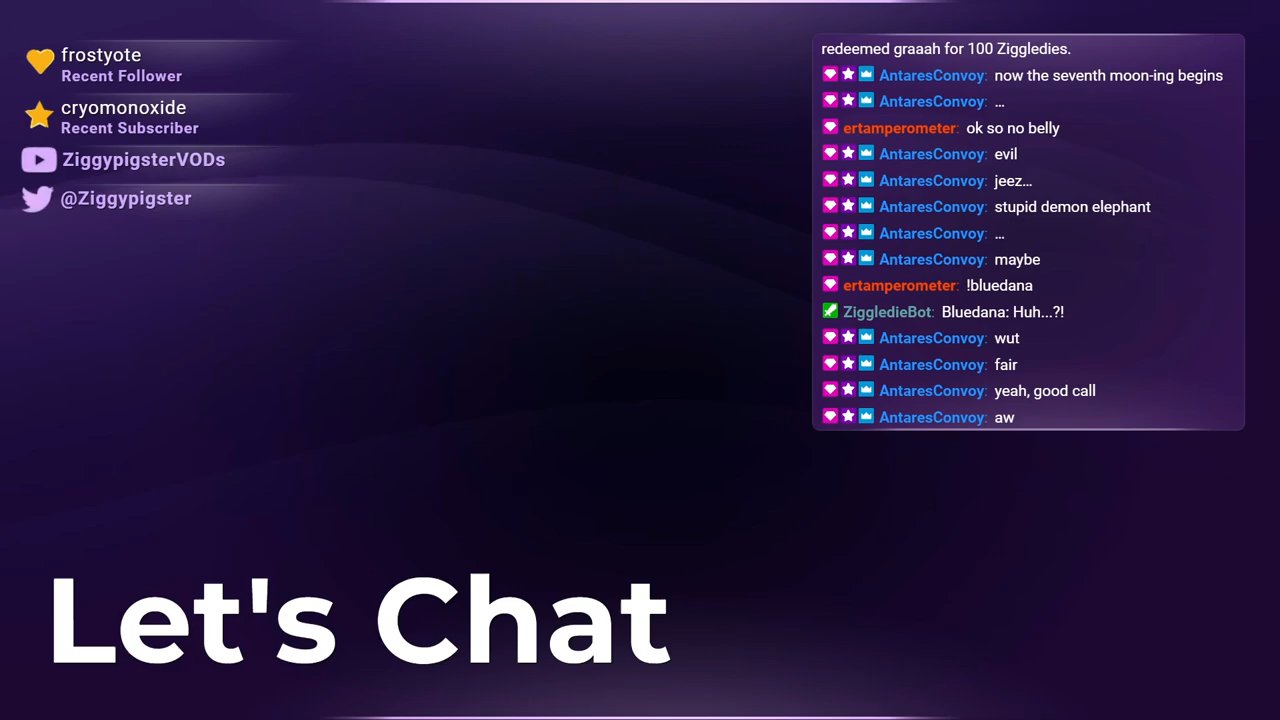 frostyote
Recent Follower
cryomonoxide
Recent Subscriber
ZiggypigsterVODs
@Ziggypigster
redeemed graaah for 100 Ziggledies.
AntaresConvoy: now the seventh moon-ing begins
AntaresConvoy: ...
ertamperometer: ok so no belly
AntaresConvoy: evil
AntaresConvoy: jeez...
AntaresConvoy: stupid demon elephant
AntaresConvoy: ...
AntaresConvoy: maybe
ertamperometer: !bluedana
ZiggledieBot: Bluedana: Huh...?!
AntaresConvoy: wut
AntaresConvoy: fair
AntaresConvoy: yeah, good call
AntaresConvoy: aw
Let's Chat